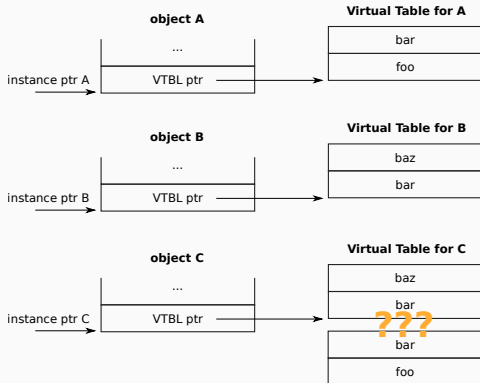 object A
Virtual Table for A
...
bar
instance ptr A
VTBL ptr
foo
object B
Virtual Table for B
...
baz
instance ptr B
VTBL ptr
bar
object C
Virtual Table for C
...
baz
bar
instance ptr C
VTBL ptr
???
bar
foo